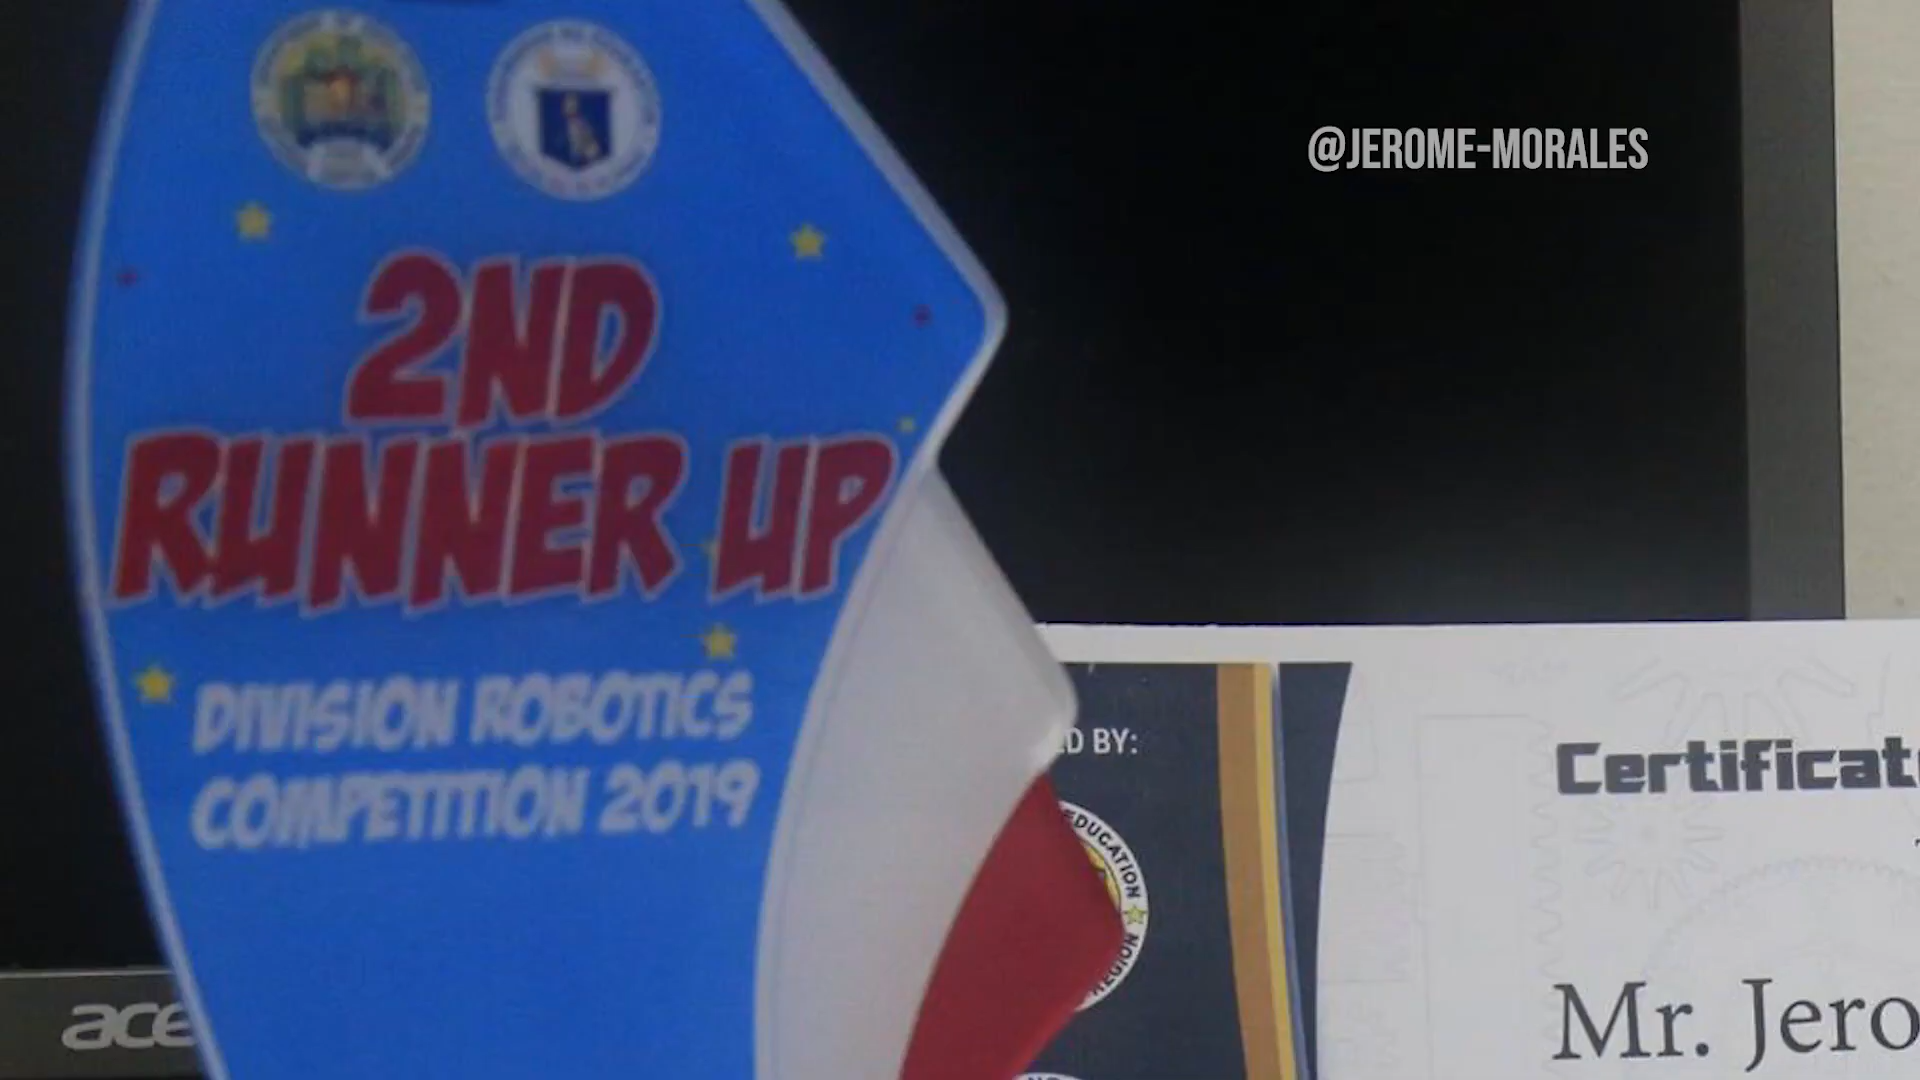 @JEROME-MORALES
2ND
RUNNER UP
DIVISION ROBOTICS
COMPETITION 2019
D BY:
EDUCATION
REGION
Certificat
Mr. Jero
ace